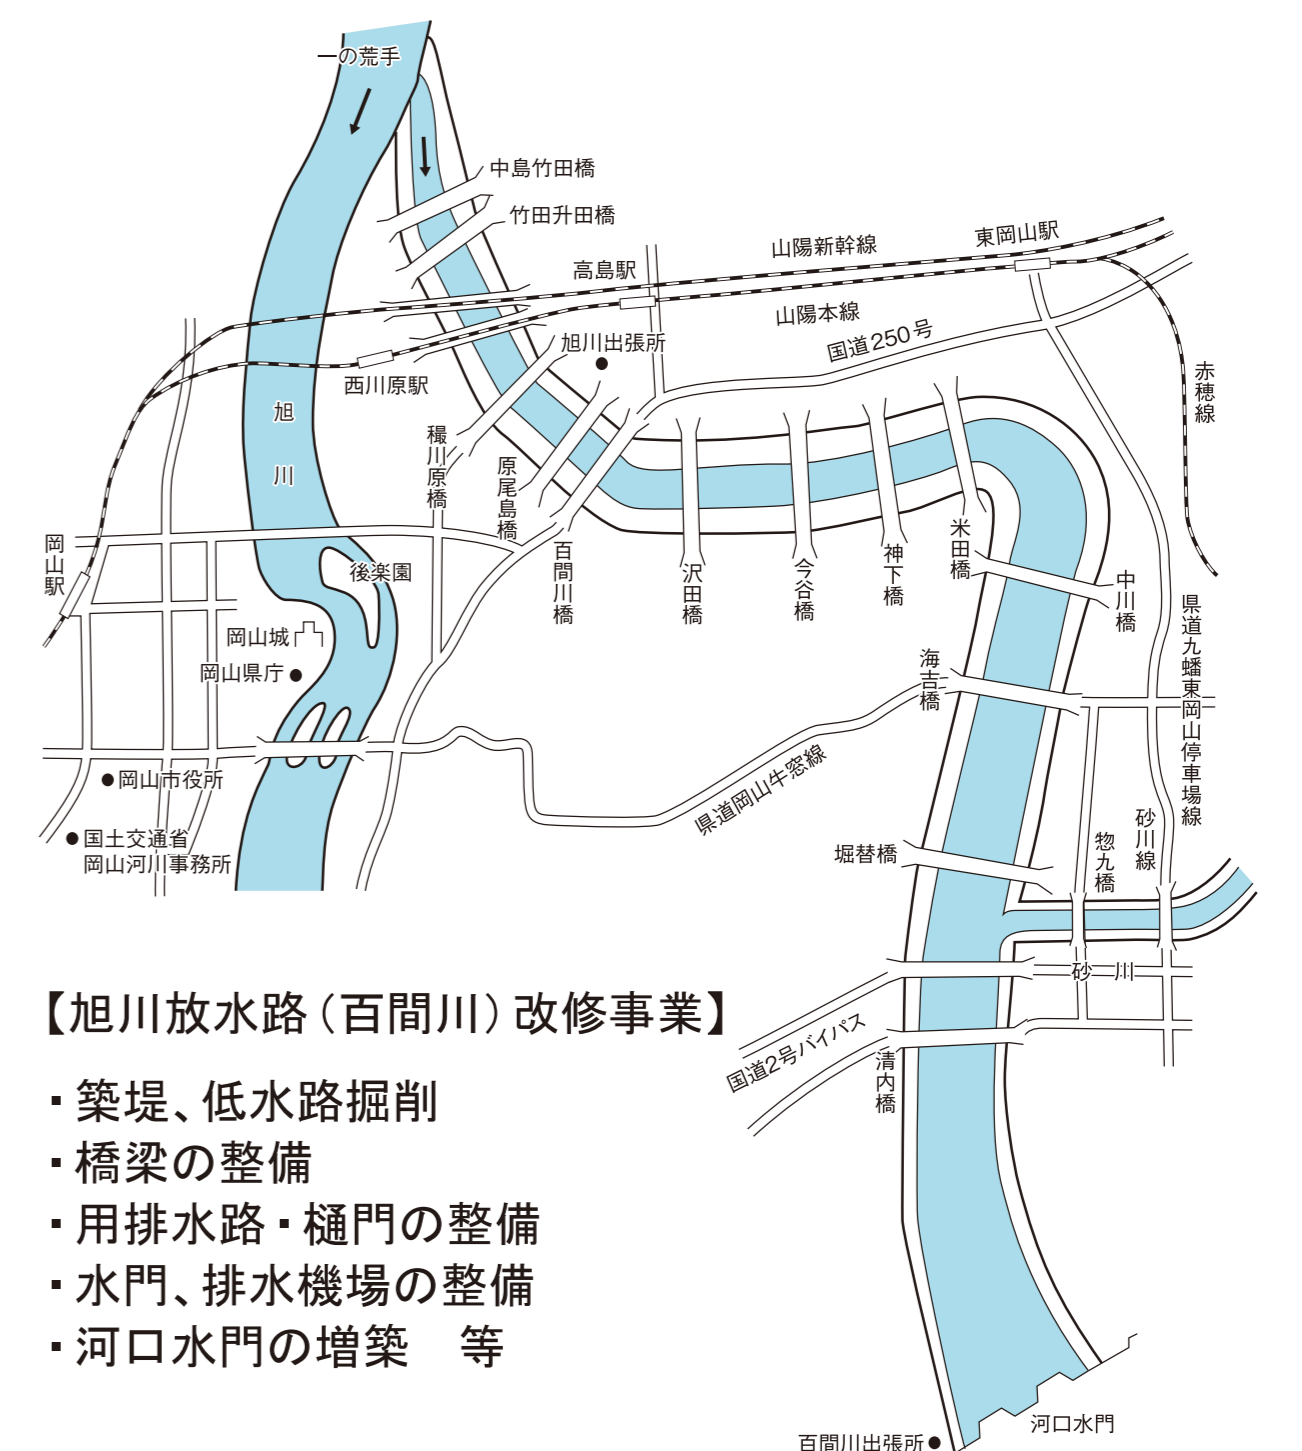 一の荒手
中島竹田橋
竹田升田橋
山陽新幹線
東岡山駅
高島駅
山陽本線
国道250号
旭川出張所
西川原駅
赤穂線
旭川
穝川原橋
原尾島橋
百間川橋
沢田橋
今谷橋
神下橋
米田橋
中川橋
岡山駅
後楽園
岡山城
岡山県庁
海吉橋
県道九蟠東岡山停車場線
岡山市役所
県道岡山牛窓線
国土交通省
岡山河川事務所
堀替橋
惣九橋
砂川線
砂川
国道2号バイパス
清内橋
【旭川放水路(百間川)改修事業】
・築堤、低水路掘削
・橋梁の整備
・用排水路・樋門の整備
・水門、排水機場の整備
・河口水門の増築　等
河口水門
百間川出張所